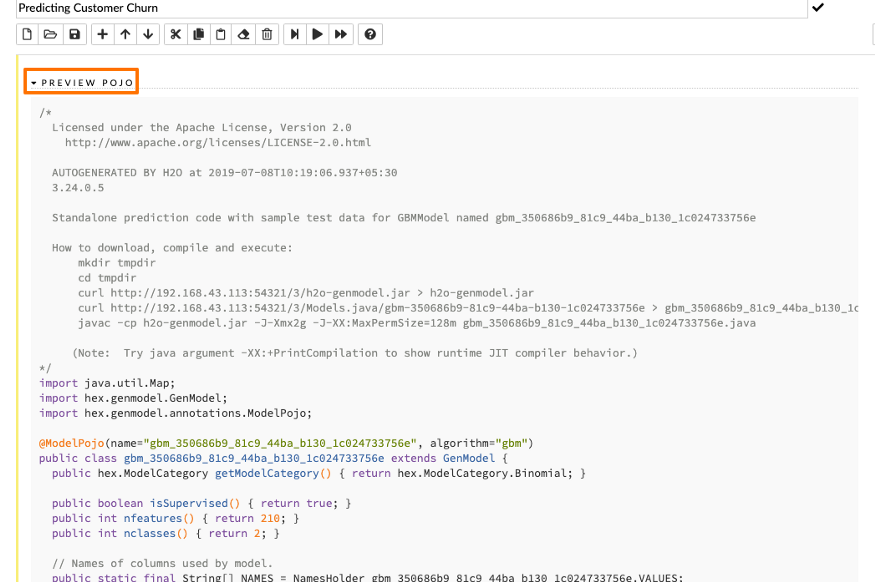 Predicting Customer Churn
PREVIEW POJO
/*
Licensed under the Apache License, Version 2.0
http://www.apache.org/licenses/LICENSE-2.0.html
AUTOGENERATED BY H2O at 2019-07-08T10:19:06.937+05:30
3.24.0.5
Standalone prediction code with sample test data for GBMModel named gbm_350686b9_81c9_44ba_b130_1c024733756e
How to download, compile and execute:
mkdir tmpdir
cd tmpdir
curl http://192.168.43.113:54321/3/h2o-genmodel.jar > h2o-genmodel.jar
curl http://192.168.43.113:54321/3/Models.java/gbm-350686b9-81c9-44ba-b130-1c024733756e > gbm_350686b9_81c9_44ba_b130_1c
javac -cp h2o-genmodel.jar -J-Xmx2g -J-XX:MaxPermSize=128m gbm_350686b9_81c9_44ba_b130_1c024733756e.java
(Note:  Try java argument -XX:+PrintCompilation to show runtime JIT compiler behavior.)
*/
import java.util.Map;
import hex.genmodel.GenModel;
import hex.genmodel.annotations.ModelPojo;
@ModelPojo(name="gbm_350686b9_81c9_44ba_b130_1c024733756e", algorithm="gbm")
public class gbm_350686b9_81c9_44ba_b130_1c024733756e extends GenModel {
public hex.ModelCategory getModelCategory() { return hex.ModelCategory.Binomial; }
public boolean isSupervised() { return true; }
public int nfeatures() { return 210; }
public int nclasses() { return 2; }
// Names of columns used by model.
public static final String[] NAMES = NamesHolder_gbm_350686b9_81c9_44ba_b130_1c024733756e.VALUES;